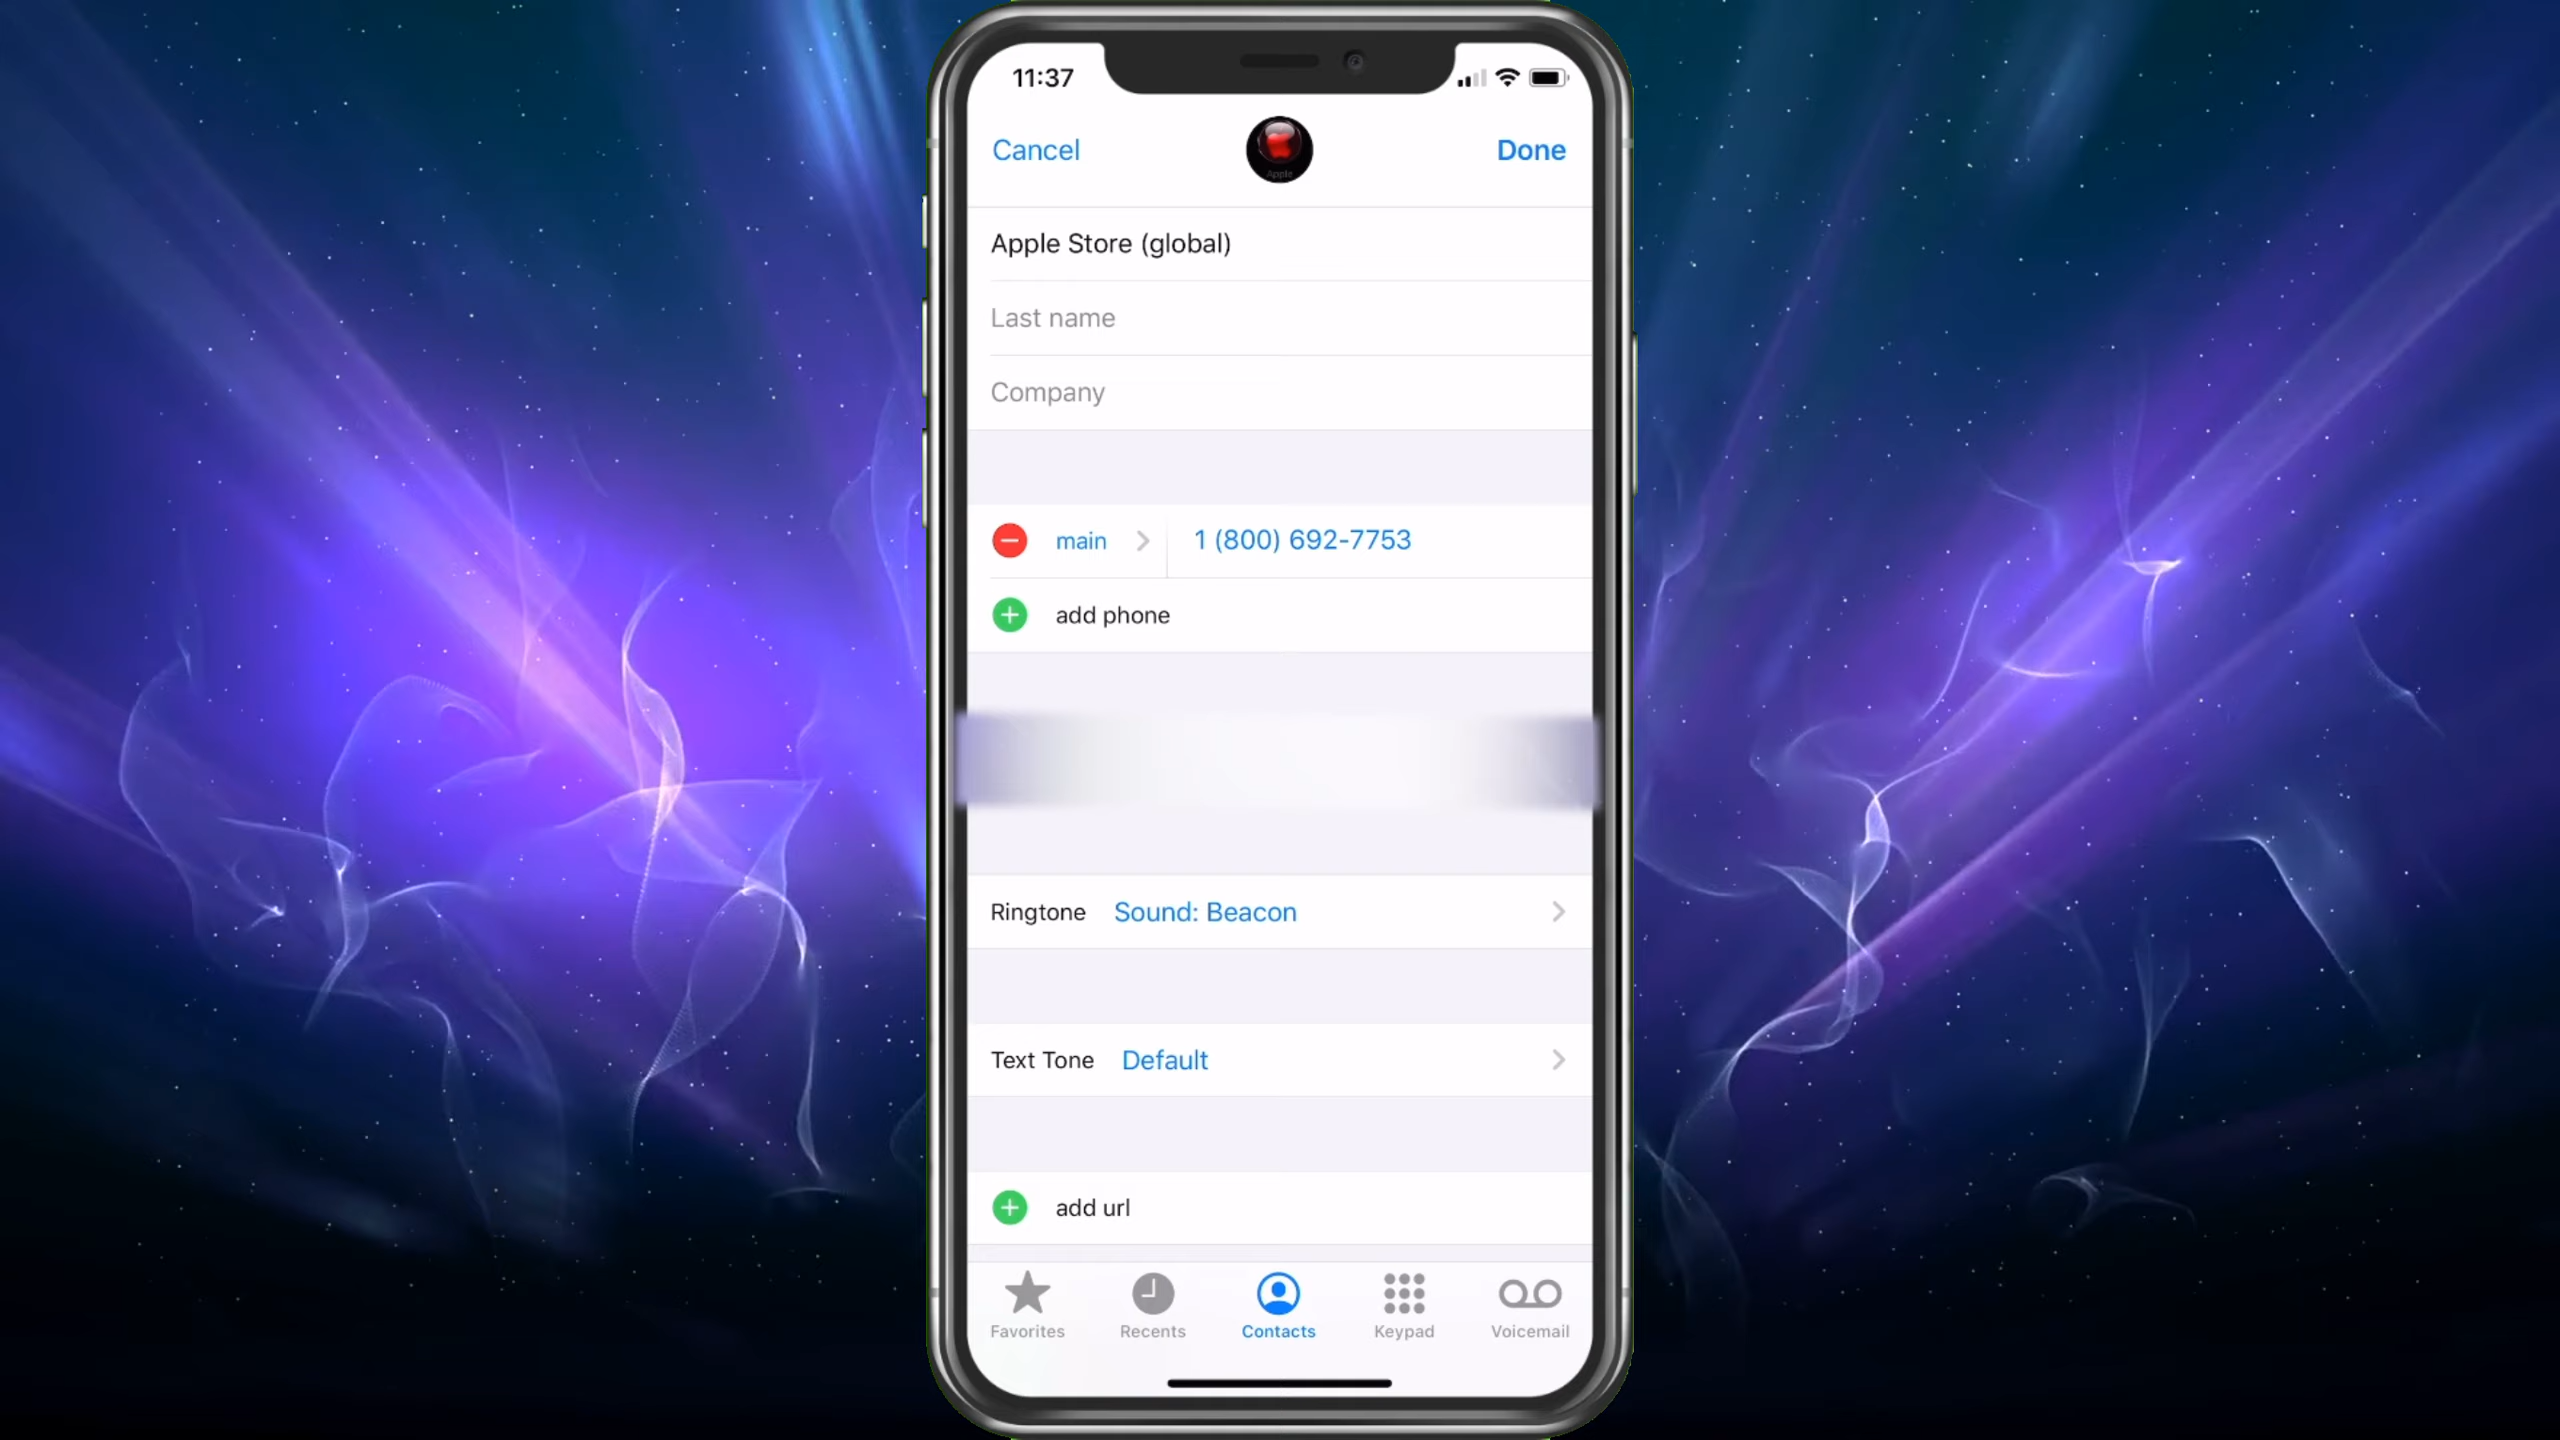 11:37
Cancel
Apple
Done
Apple Store (global)
Last name
Company
main
1 (800) 692-7753
add phone
Ringtone Sound: Beacon
Text Tone Default
add url
Favorites Recents Contacts Keypad Voicemail